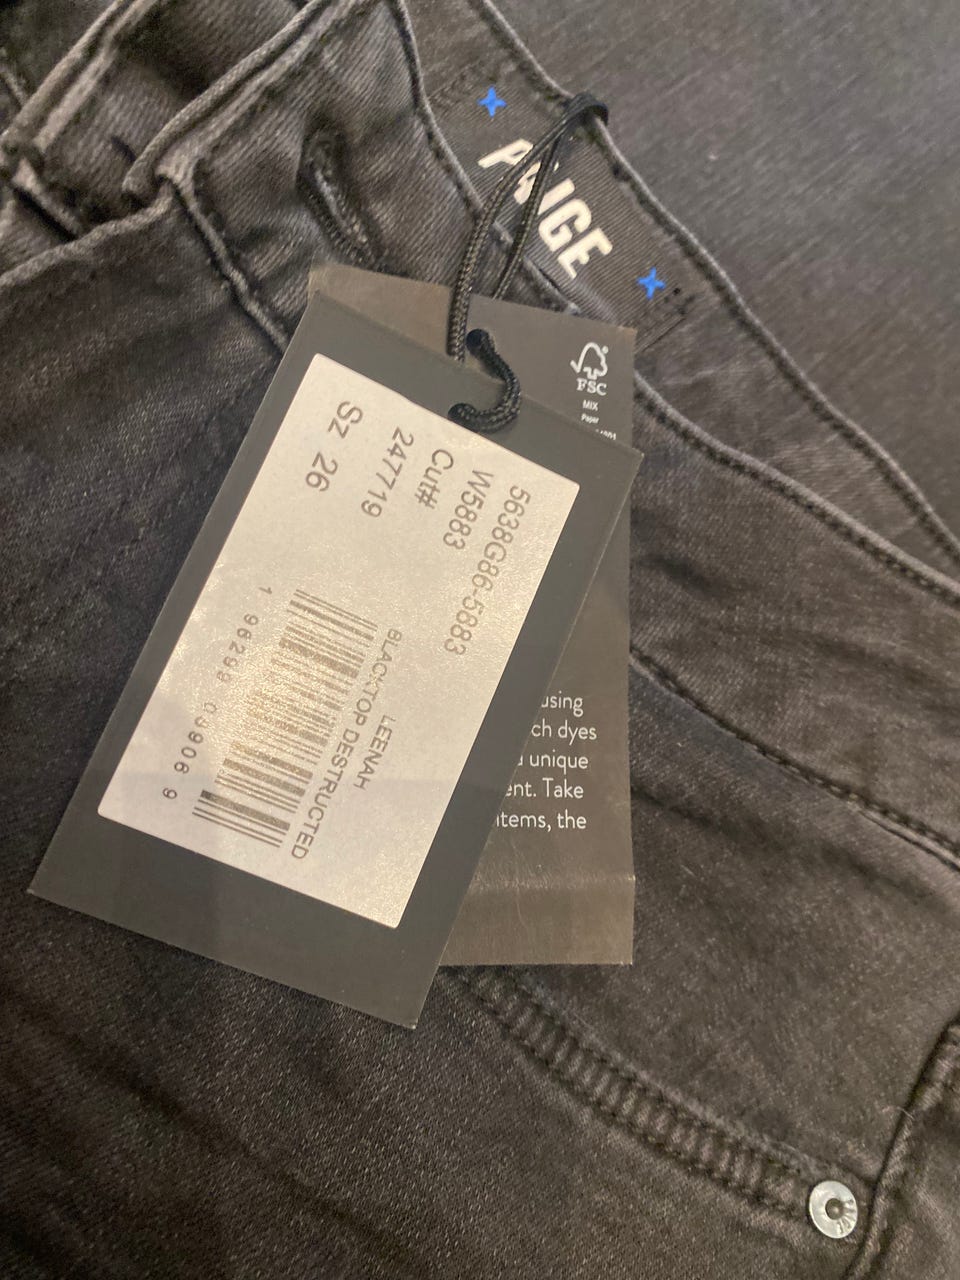 PAIGE
FSC
MIX
Paper
5638G86-5883
W5883
Cut#
247719
Sz 26
LEENAH
BLACKTOP DESTRUCTED
using
ch dyes
unique
ent. Take
items, the